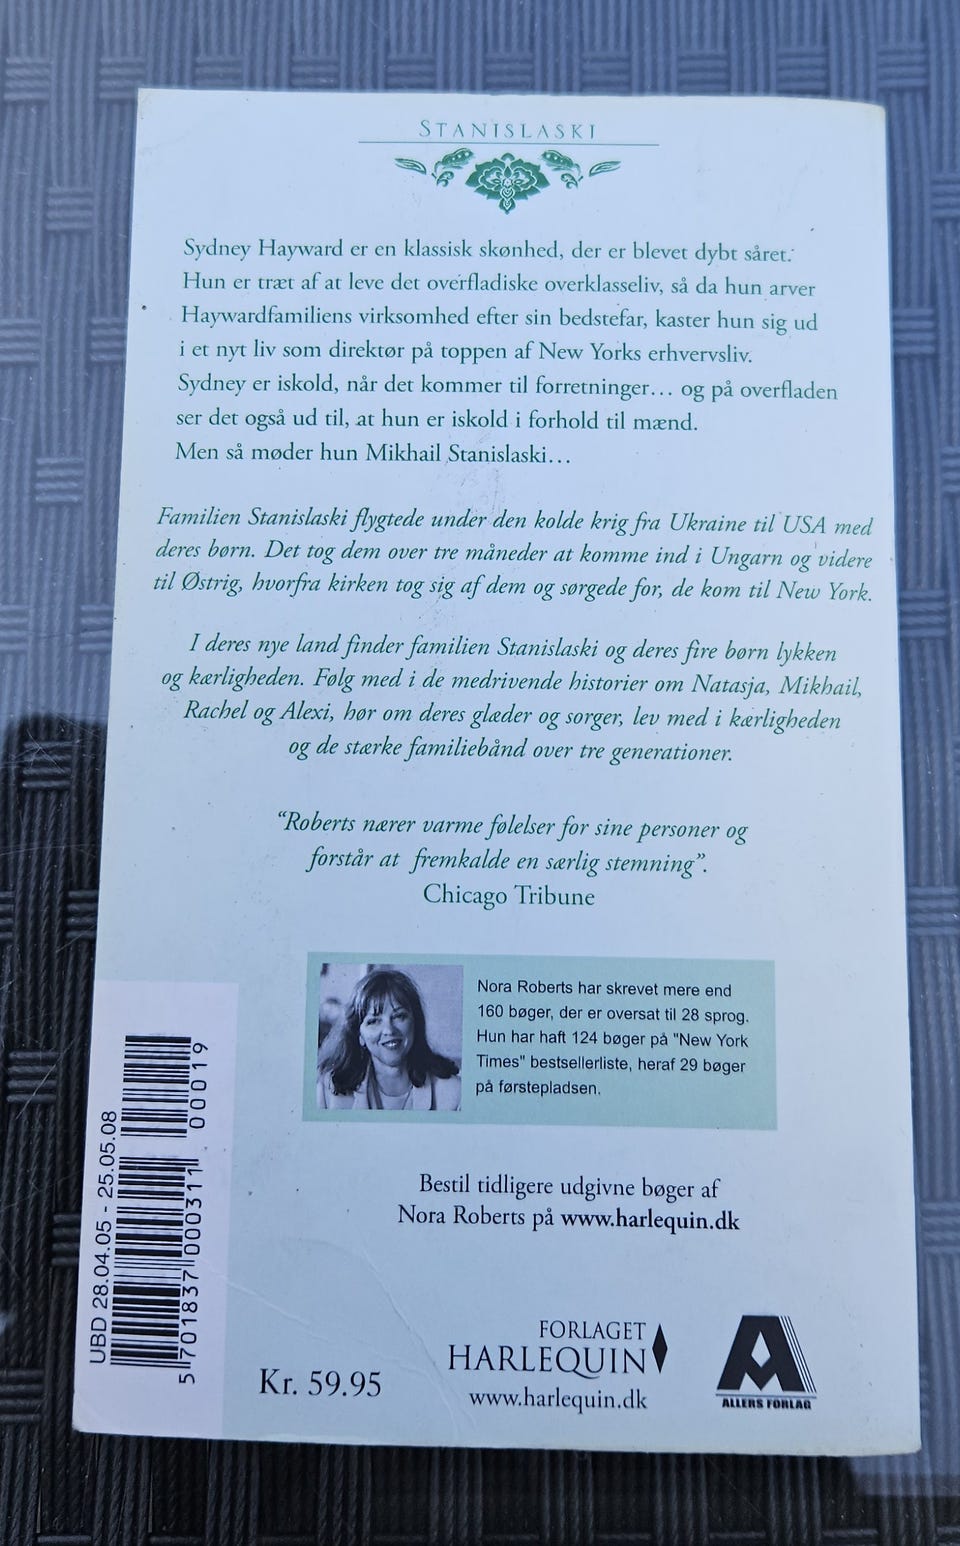 STANISLASKI
Sydney Hayward er en klassisk skønhed, der er blevet dybt såret.
Hun er træt af at leve det overfladiske overklasseliv, så da hun arver
Haywardfamiliens virksomhed efter sin bedstefar, kaster hun sig ud
i et nyt liv som direktør på toppen af New Yorks erhvervsliv.
Sydney er iskold, når det kommer til forretninger… og på overfladen
ser det også ud til, at hun er iskold i forhold til mænd.
Men så møder hun Mikhail Stanislaski…
Familien Stanislaski flygtede under den kolde krig fra Ukraine til USA med
deres børn. Det tog dem over tre måneder at komme ind i Ungarn og videre
til Østrig, hvorfra kirken tog sig af dem og sørgede for, de kom til New York.
I deres nye land finder familien Stanislaski og deres fire børn lykken
og kærligheden. Følg med i de medrivende historier om Natasja, Mikhail,
Rachel og Alexi, hør om deres glæder og sorger, lev med i kærligheden
og de stærke familiebånd over tre generationer.
“Roberts nærer varme følelser for sine personer og
forstår at fremkalde en særlig stemning”.
Chicago Tribune
Nora Roberts har skrevet mere end
160 bøger, der er oversat til 28 sprog.
Hun har haft 124 bøger på "New York
Times" bestsellerliste, heraf 29 bøger
på førstepladsen.
Bestil tidligere udgivne bøger af
Nora Roberts på www.harlequin.dk
UBD 28.04.05 - 25.05.08
5 701837 000311
00019
Kr. 59.95
FORLAGET
HARLEQUIN
www.harlequin.dk
ALLERS FORLAG